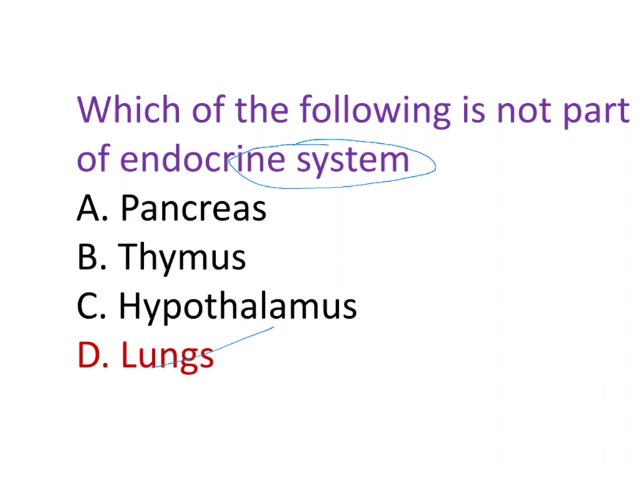 Which of the following is not part
of endocrine system
A. Pancreas
B. Thymus
C. Hypothalamus
D. Lungs